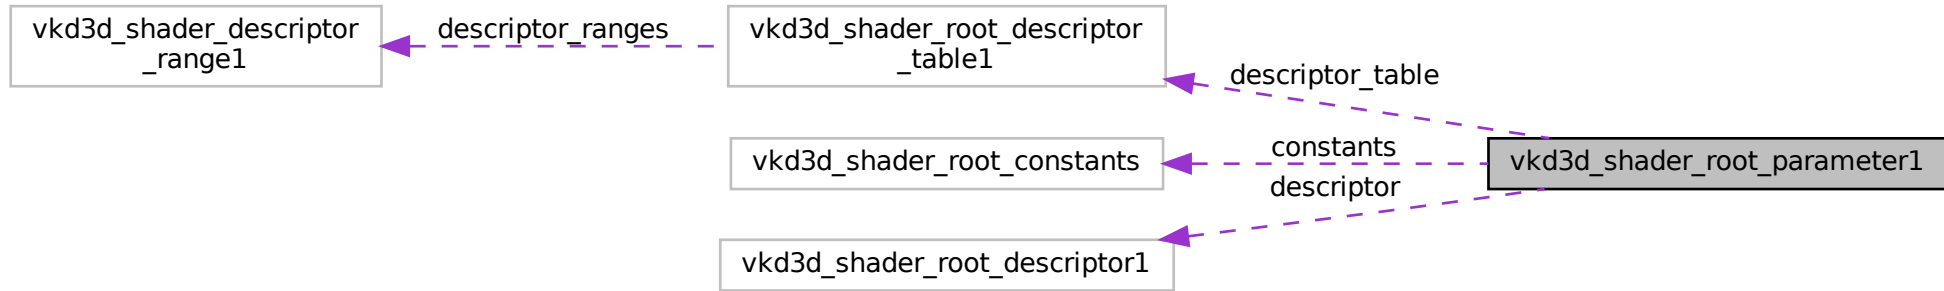 vkd3d_shader_descriptor
_range1
descriptor_ranges
vkd3d_shader_root_descriptor
_table1
descriptor_table
vkd3d_shader_root_constants
constants
vkd3d_shader_root_parameter1
descriptor
vkd3d_shader_root_descriptor1